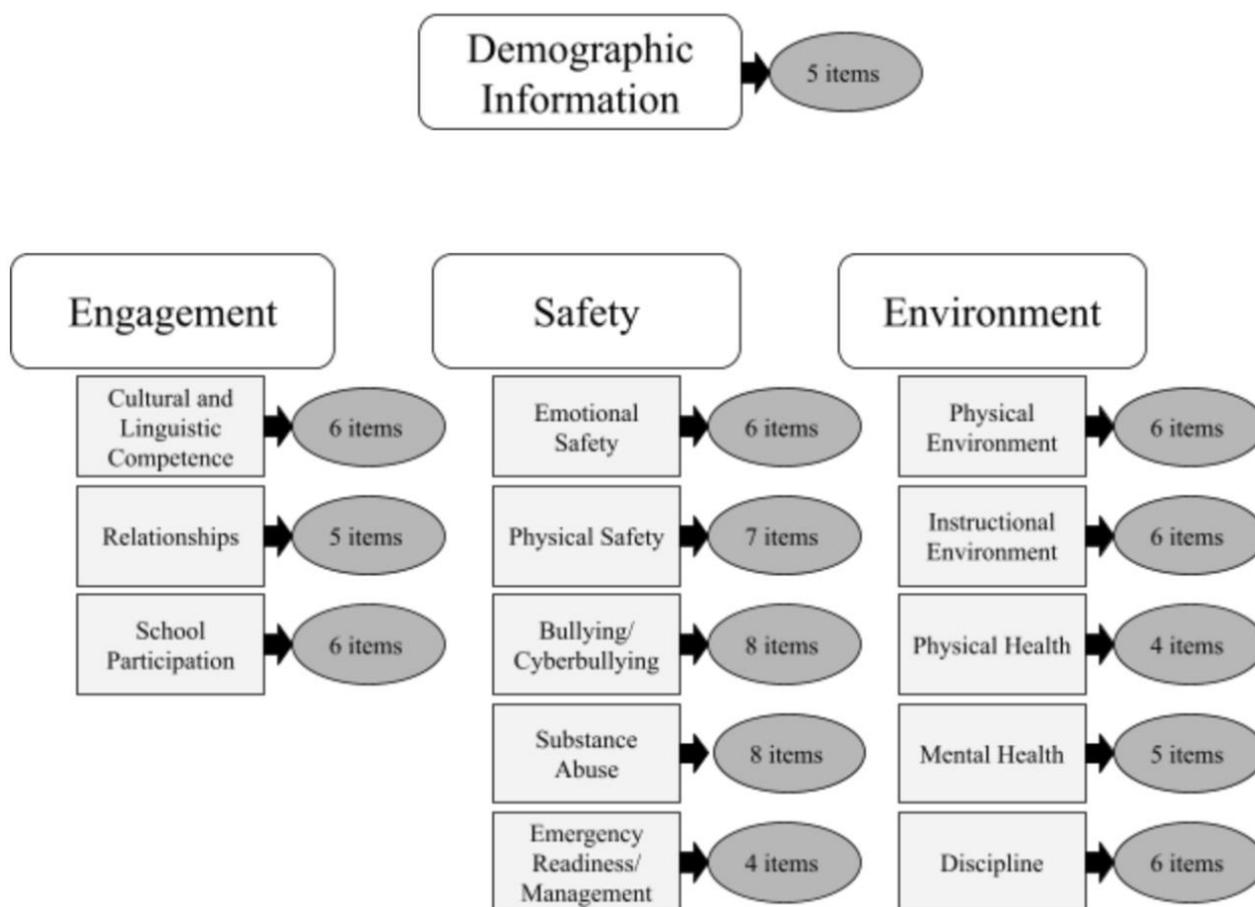 Demographic
Information
5 items
Engagement
Cultural and
Linguistic
Competence
6 items
Relationships
5 items
School
Participation
6 items
Safety
Emotional
Safety
6 items
Physical Safety
7 items
Bullying/
Cyberbullying
8 items
Substance
Abuse
8 items
Emergency
Readiness/
Management
4 items
Environment
Physical
Environment
6 items
Instructional
Environment
6 items
Physical Health
4 items
Mental Health
5 items
Discipline
6 items